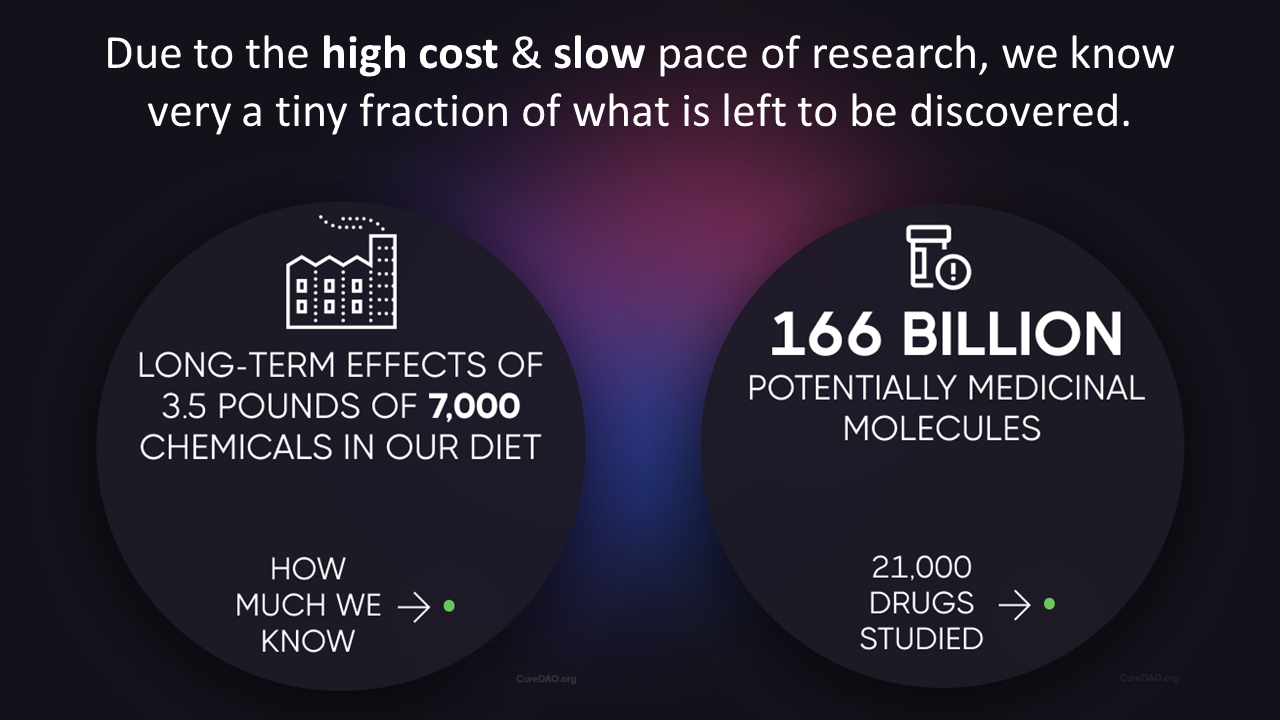 Due to the high cost & slow pace of research, we know
very a tiny fraction of what is left to be discovered.
LONG-TERM EFFECTS OF
3.5 POUNDS OF 7,000
CHEMICALS IN OUR DIET
HOW
MUCH WE
KNOW
CureDAO.org
166 BILLION
POTENTIALLY MEDICINAL
MOLECULES
21,000
DRUGS
STUDIED
CureDAO.org